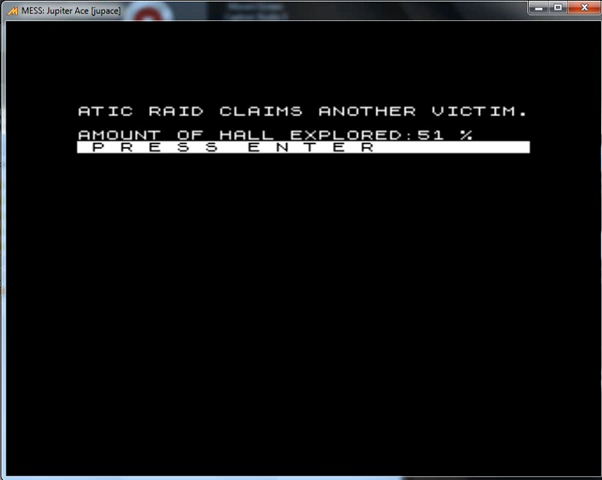 MESS: Jupiter Ace [jupace]
ATIC RAID CLAIMS ANOTHER VICTIM.
AMOUNT OF HALL EXPLORED:51 %
P R E S S  E N T E R